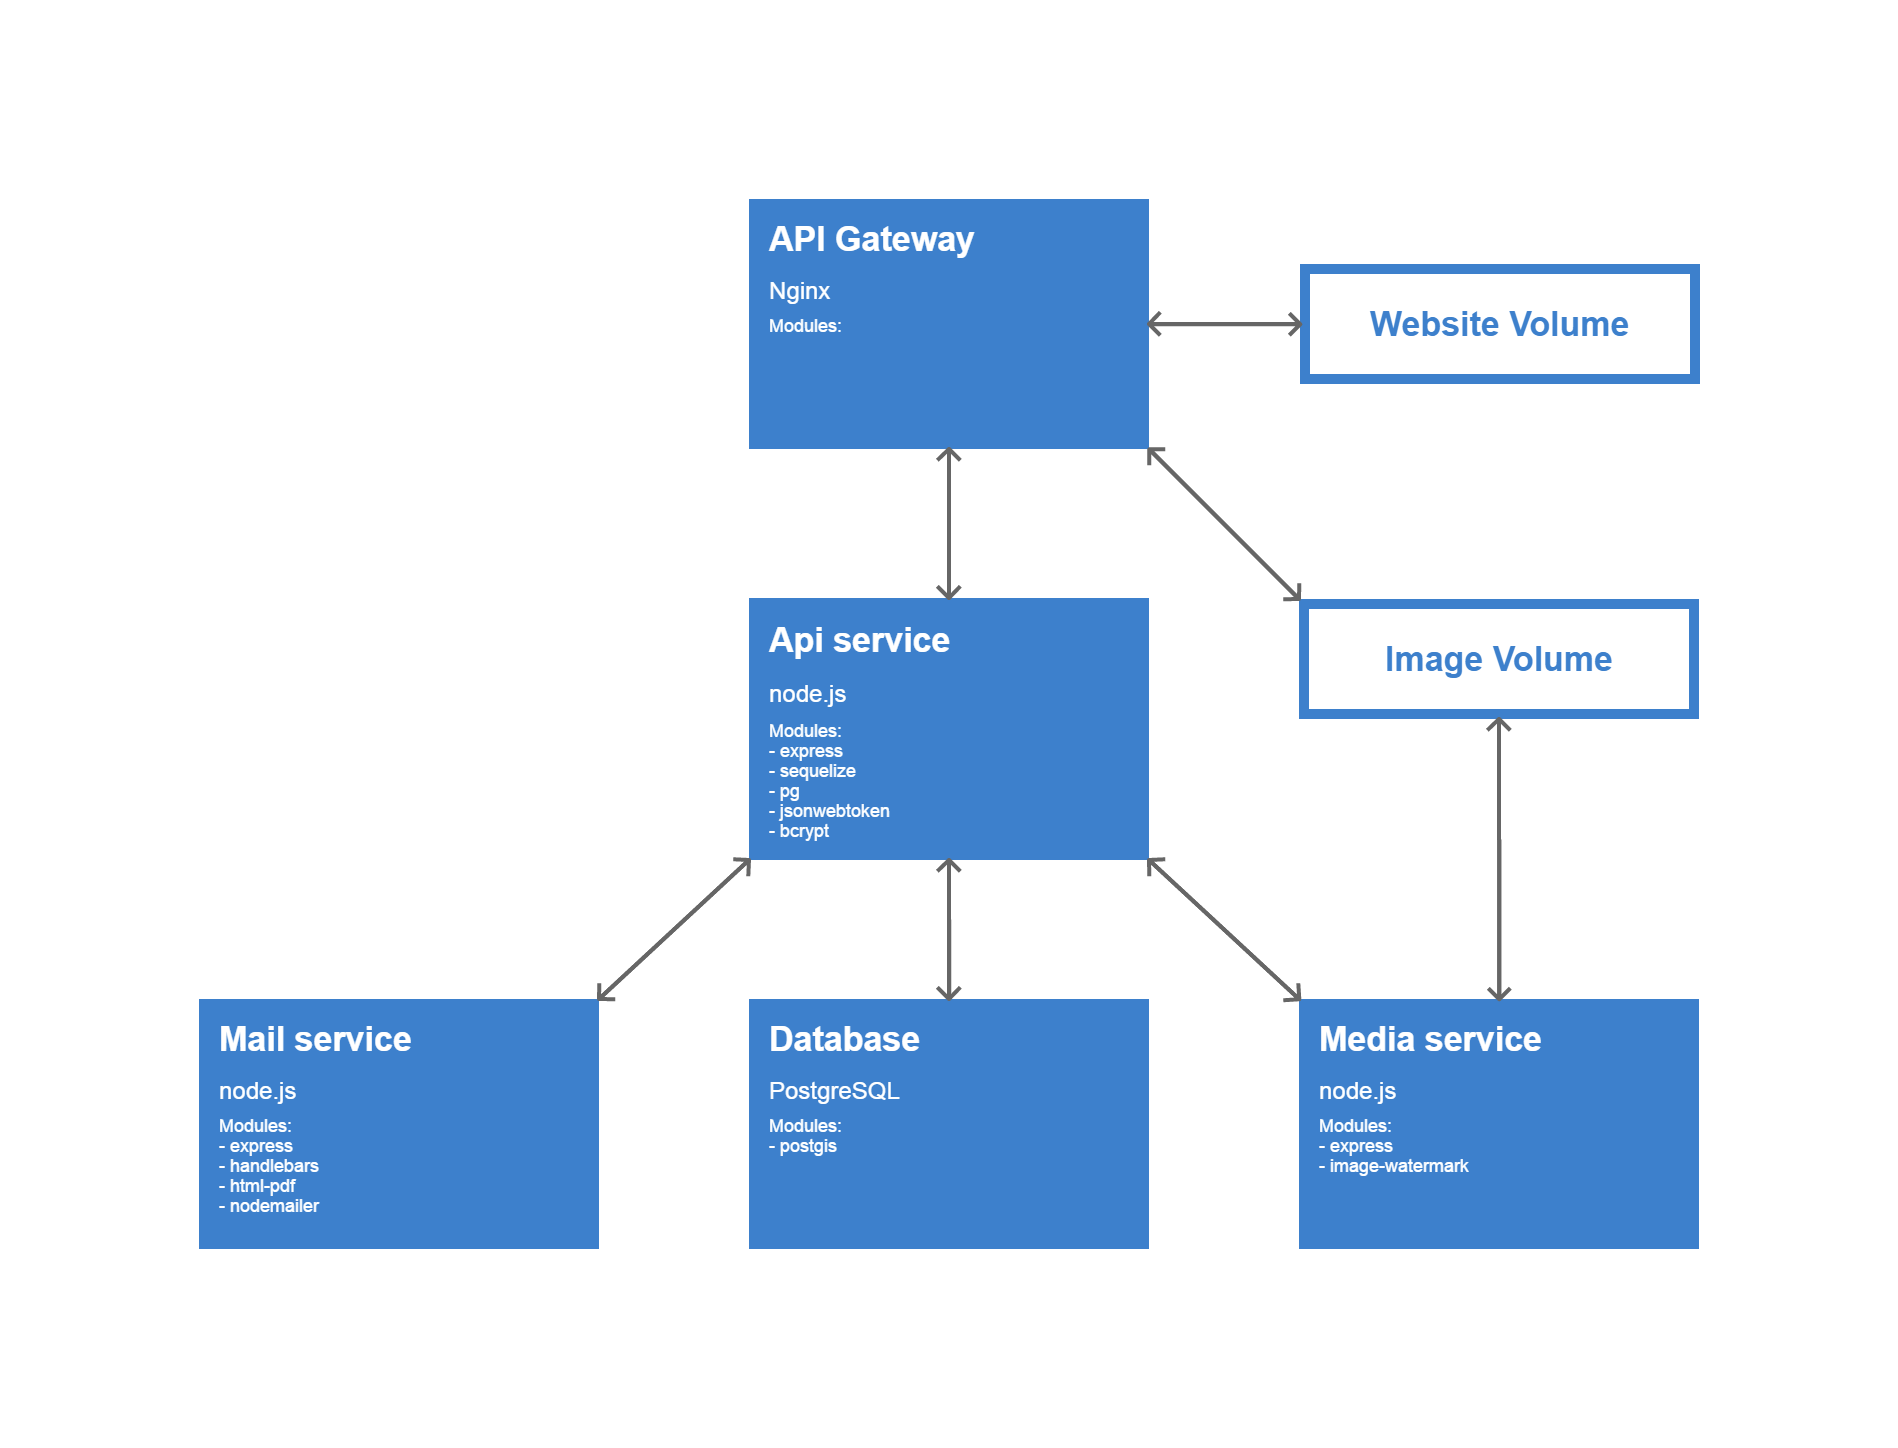 API Gateway
Nginx
Modules:
Website Volume
Api service
node.js
Modules:
- express
- sequelize
- pg
- jsonwebtoken
- bcrypt
Image Volume
Mail service
node.js
Modules:
- express
- handlebars
- html-pdf
- nodemailer
Database
PostgreSQL
Modules:
- postgis
Media service
node.js
Modules:
- express
- image-watermark